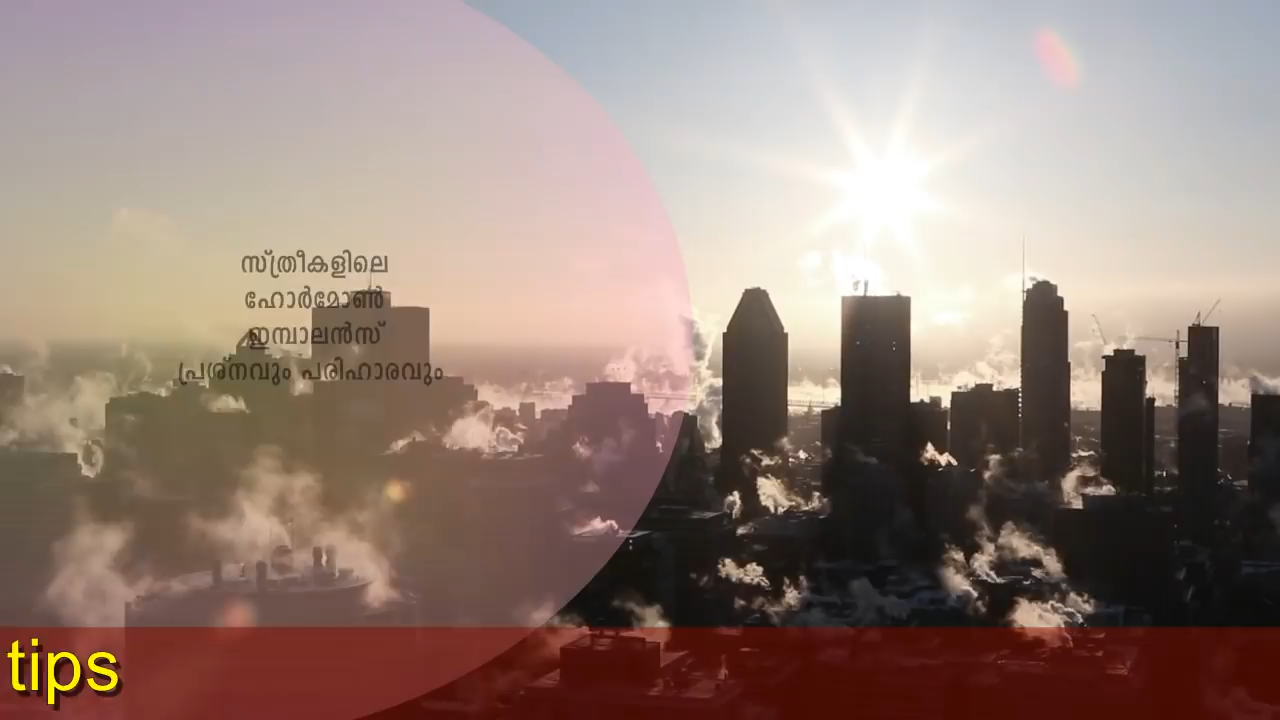 സ്ത്രീകളിലെ
ഹോർമോൺ
ഇമ്പാലൻസ്
പ്രശ്നവും പരിഹാരവും
tips